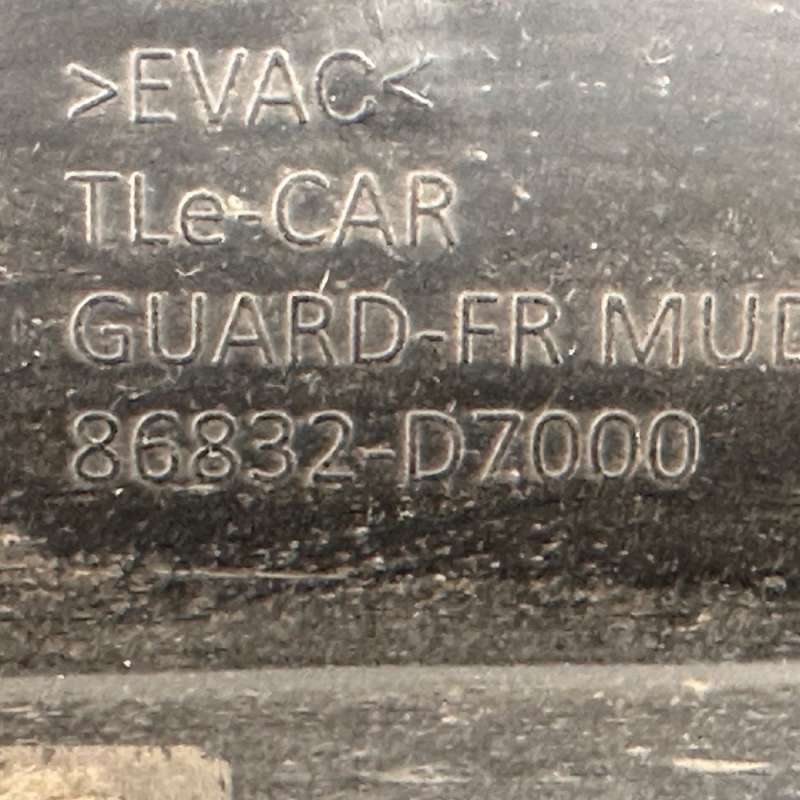 >EVAC<
TLe-CAR
GUARD-FR MUD
86832-D7000